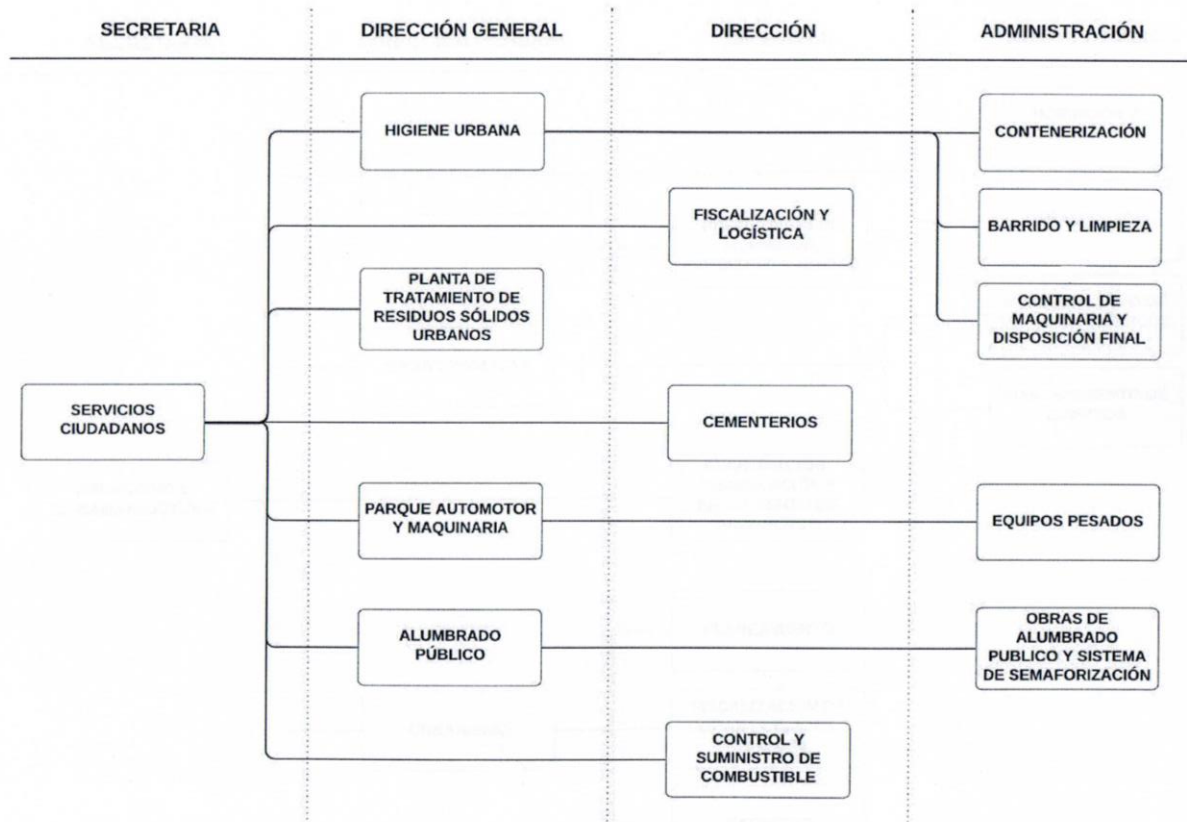 SECRETARIA
DIRECCIÓN GENERAL
DIRECCIÓN
ADMINISTRACIÓN
HIGIENE URBANA
CONTENERIZACIÓN
FISCALIZACIÓN Y
LOGÍSTICA
BARRIDO Y LIMPIEZA
PLANTA DE
TRATAMIENTO DE
RESIDUOS SÓLIDOS
URBANOS
CONTROL DE
MAQUINARIA Y
DISPOSICIÓN FINAL
SERVICIOS
CIUDADANOS
CEMENTERIOS
PARQUE AUTOMOTOR
Y MAQUINARIA
EQUIPOS PESADOS
ALUMBRADO
PÚBLICO
OBRAS DE
ALUMBRADO
PUBLICO Y SISTEMA
DE SEMAFORIZACIÓN
CONTROL Y
SUMINISTRO DE
COMBUSTIBLE